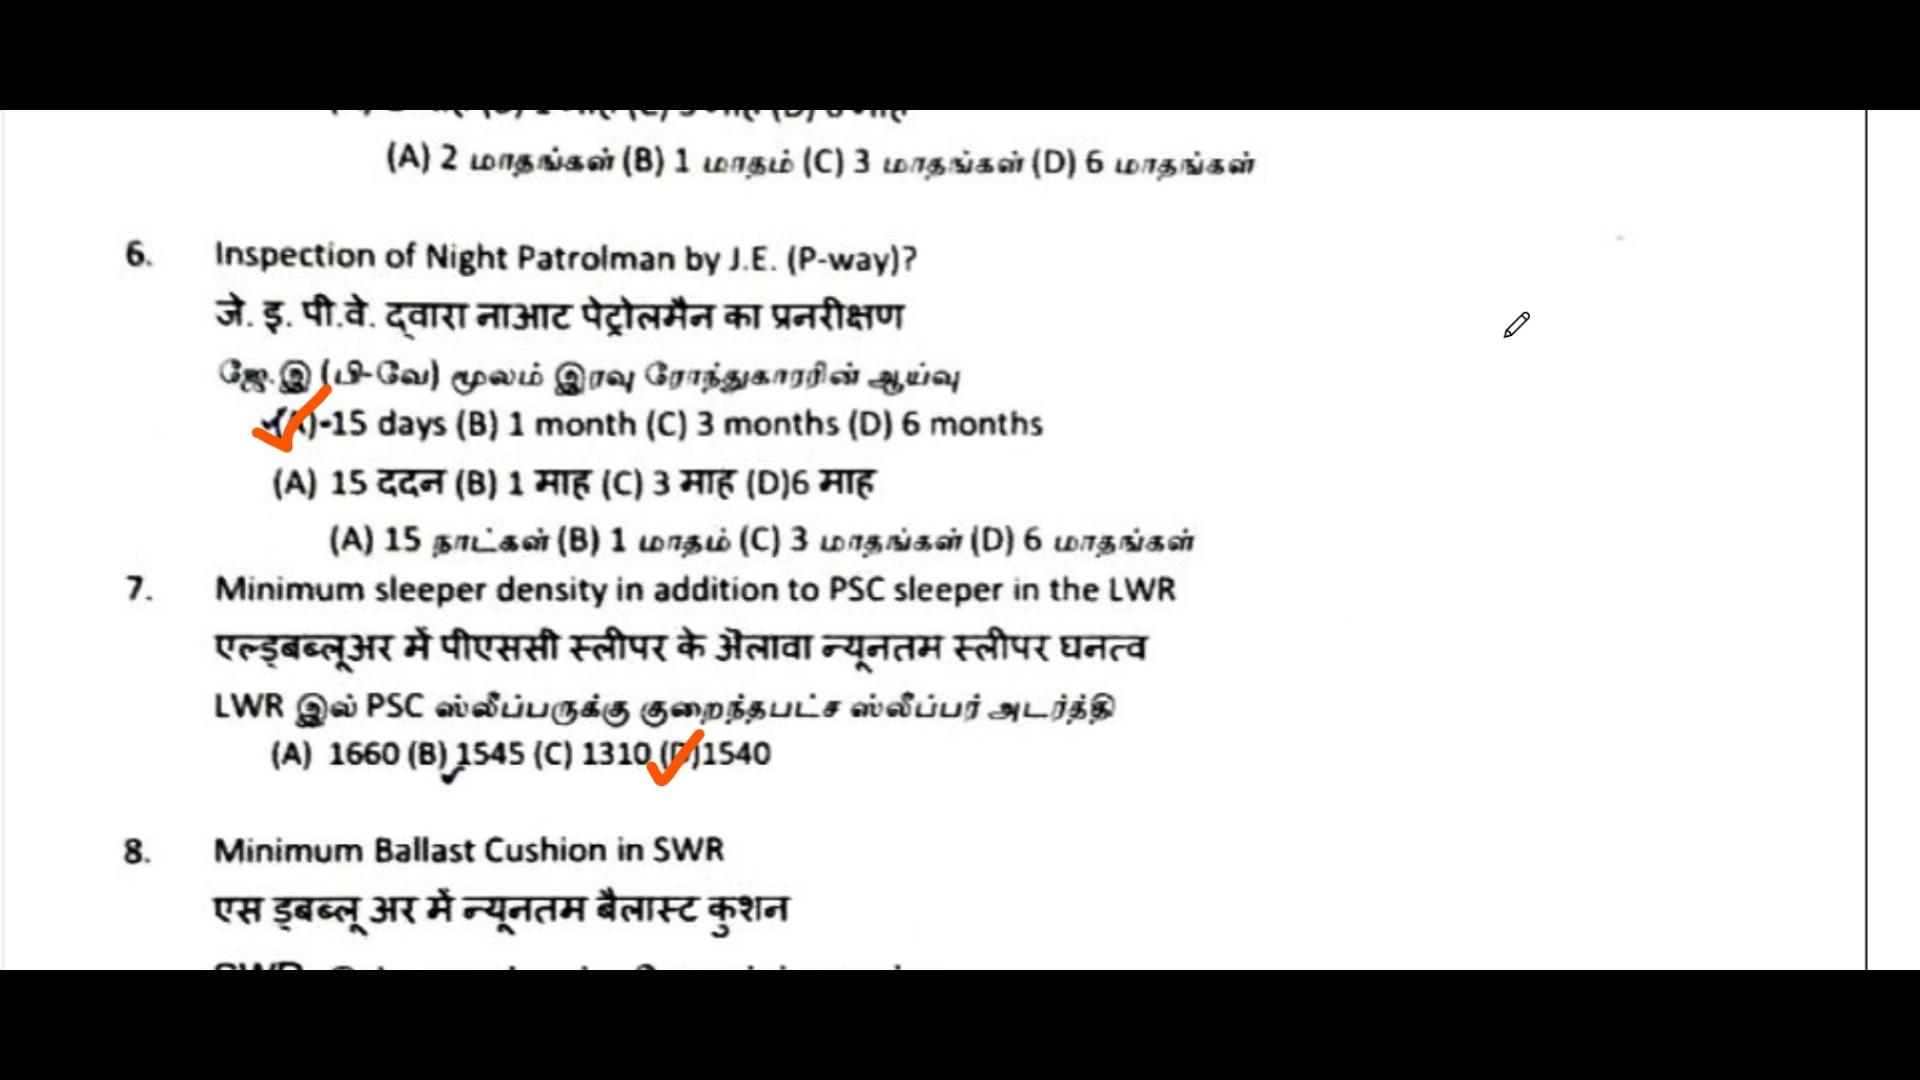 (A) 2 மாதங்கள் (B) 1 மாதம் (C) 3 மாதங்கள் (D) 6 மாதங்கள்
6. Inspection of Night Patrolman by J.E. (P-way)?
जे. इ. पी.वे. द्वारा नाआट पेट्रोलमैन का प्रनरीक्षण
ஜே.இ (பி-வே) மூலம் இரவு ரோந்துகாரரின் ஆய்வு
(A)-15 days (B) 1 month (C) 3 months (D) 6 months
(A) 15 ददन (B) 1 माह (C) 3 माह (D)6 माह
(A) 15 நாட்கள் (B) 1 மாதம் (C) 3 மாதங்கள் (D) 6 மாதங்கள்
7. Minimum sleeper density in addition to PSC sleeper in the LWR
एल्ड्बब्लूअर में पीएससी स्लीपर के अेलावा न्यूनतम स्लीपर घनत्व
LWR இல் PSC ஸ்லீப்பருக்கு குறைந்தபட்ச ஸ்லீப்பர் அடர்த்தி
(A) 1660 (B) 1545 (C) 1310 (D)1540
8. Minimum Ballast Cushion in SWR
एस ड्बब्लू अर में न्यूनतम बैलास्ट कुशन